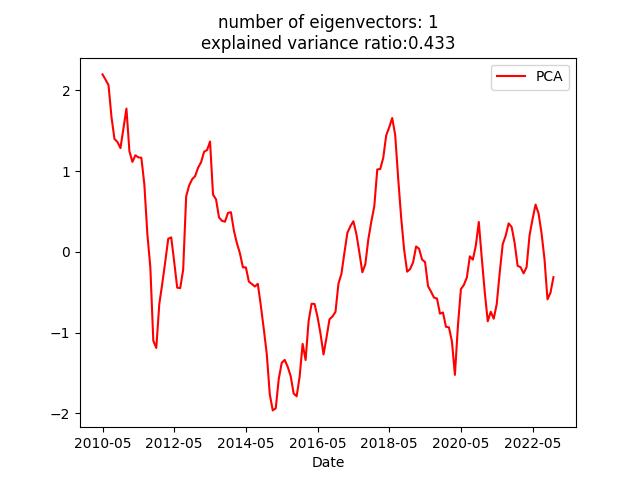 number of eigenvectors: 1
explained variance ratio:0.433
PCA
2
1
0
−1
−2
2010-05 2012-05 2014-05 2016-05 2018-05 2020-05 2022-05
Date